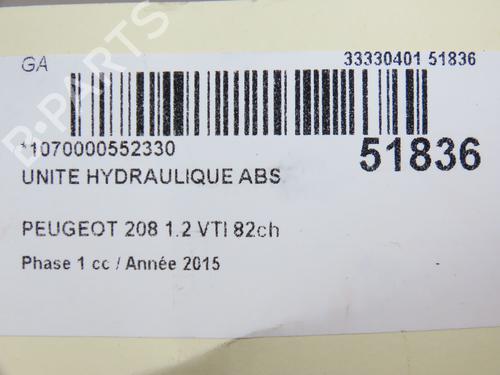 GA 33330401 51836
*1070000552330 51836
UNITE HYDRAULIQUE ABS
PEUGEOT 208 1.2 VTI 82ch
Phase 1 cc / Année 2015
B-PARTS